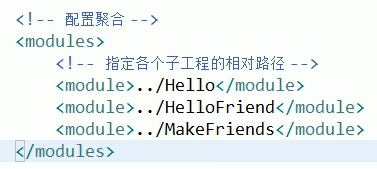 <!-- 配置聚合 -->
<modules>
<!-- 指定各个子工程的相对路径 -->
<module>../Hello</module>
<module>../HelloFriend</module>
<module>../MakeFriends</module>
</modules>